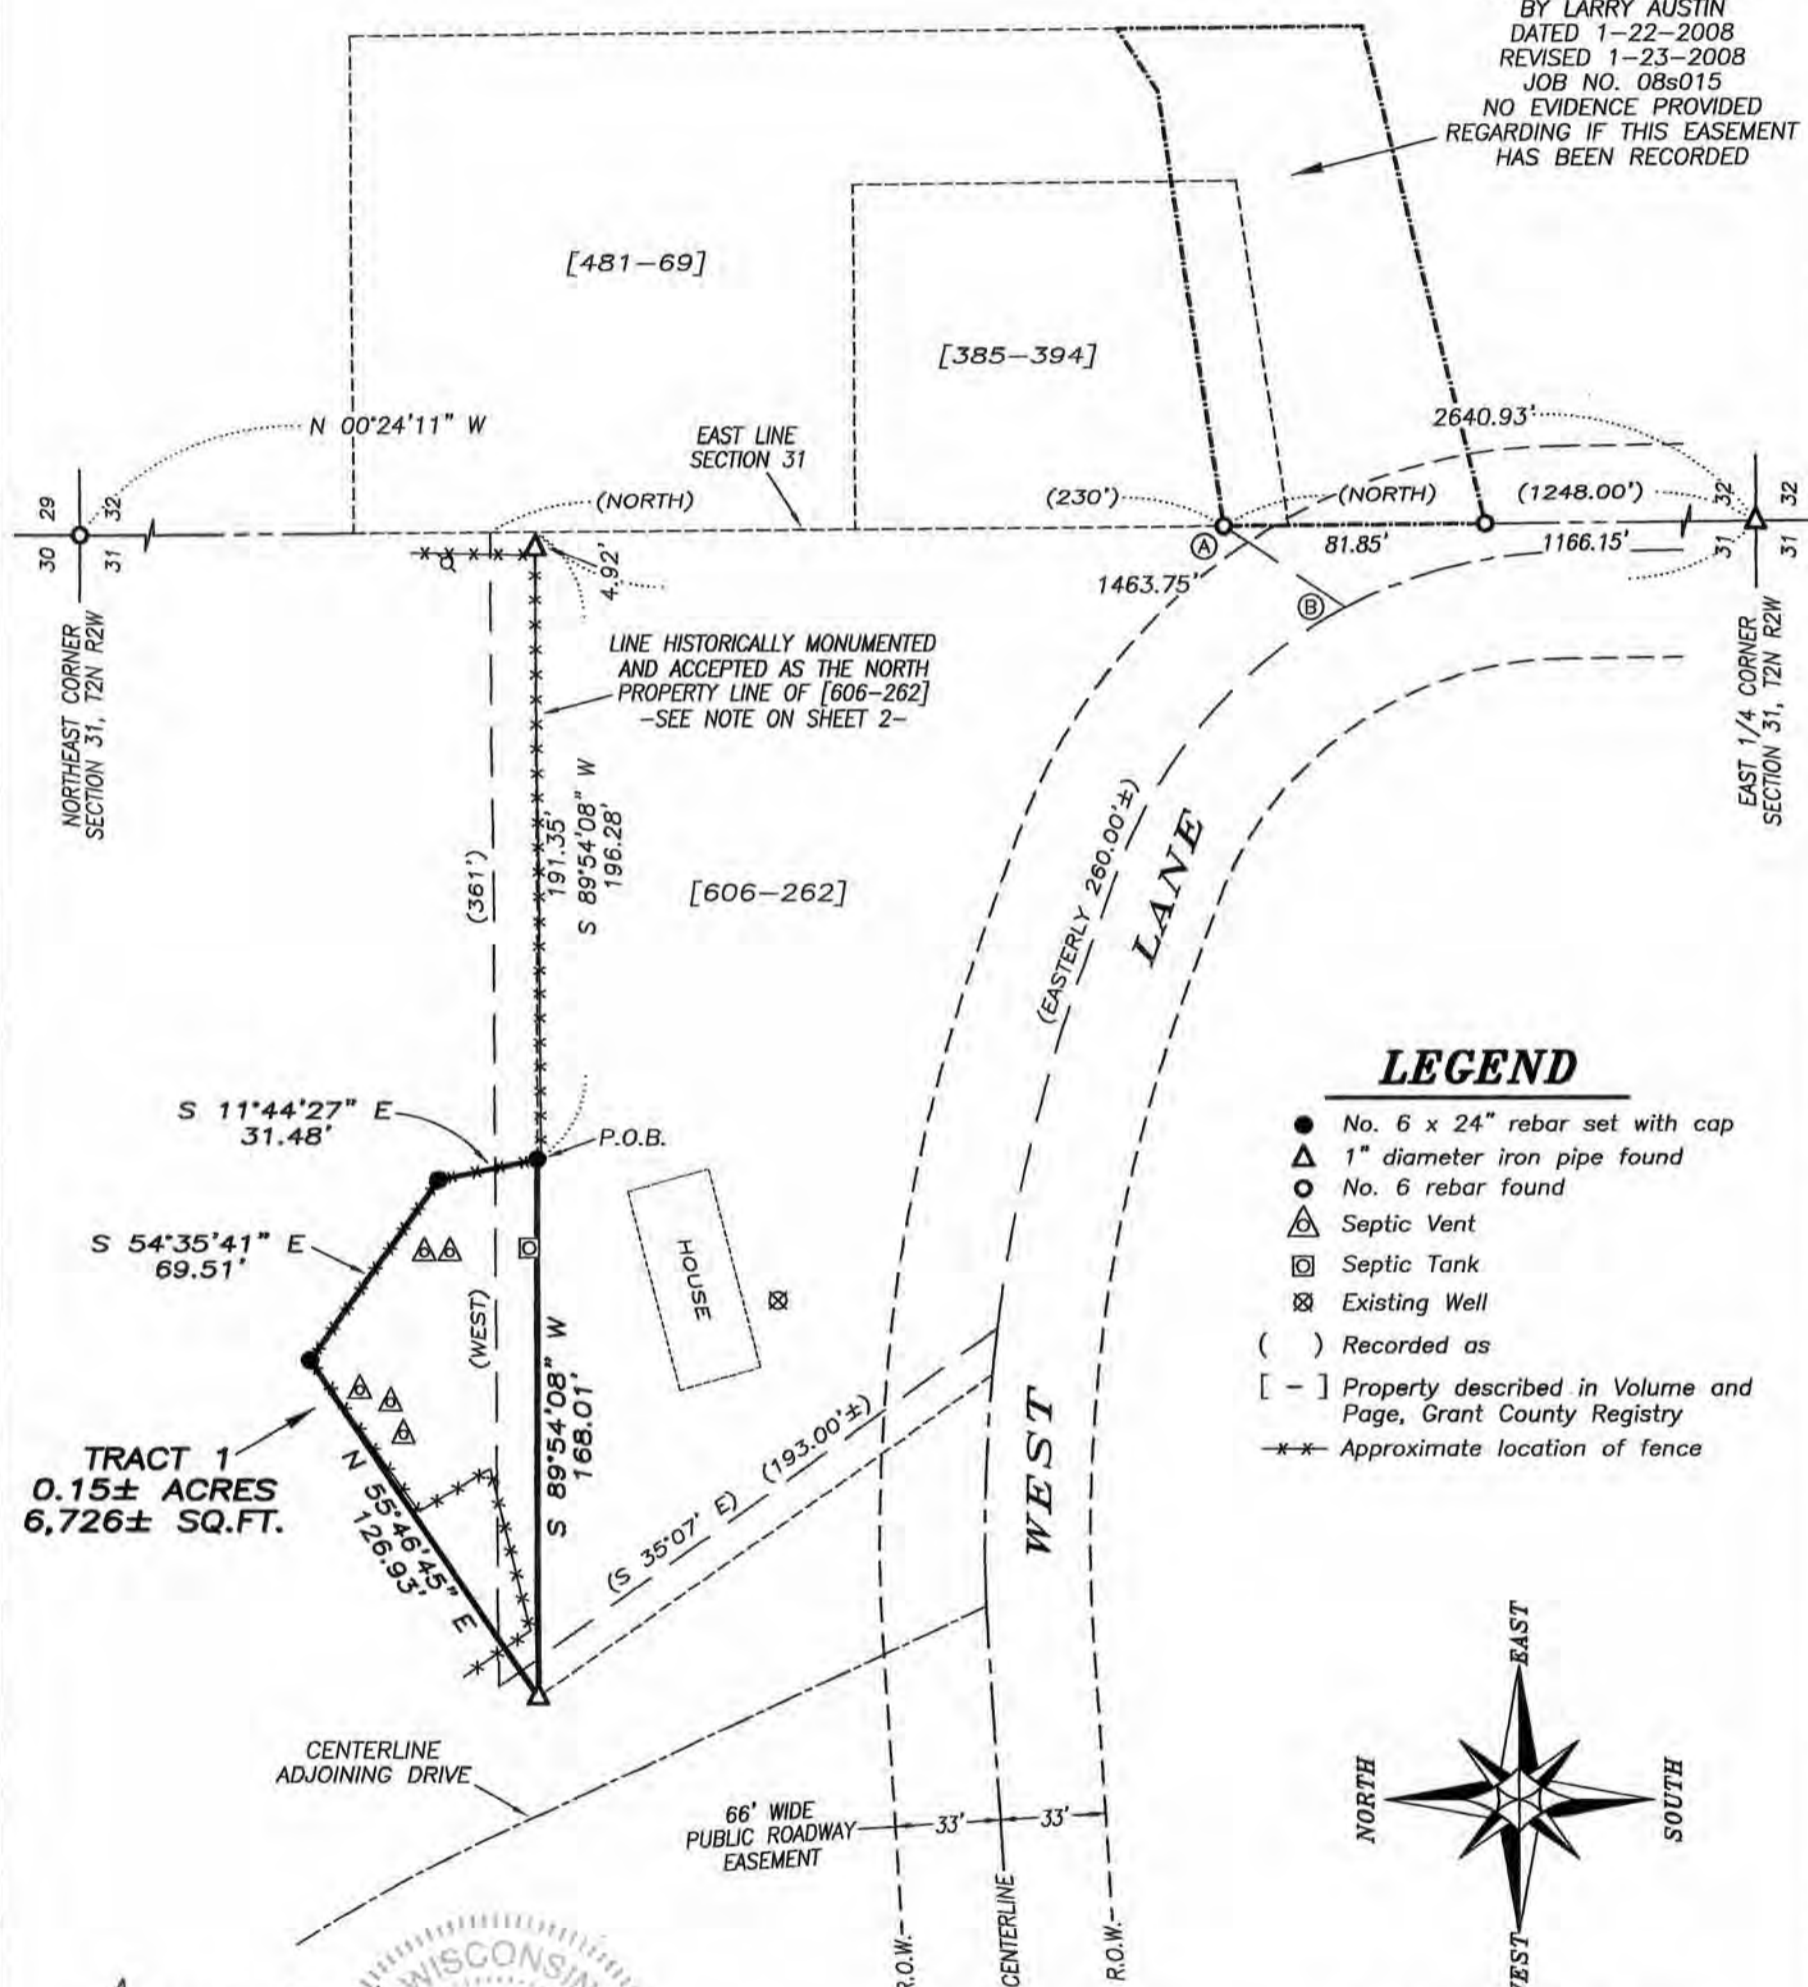 BY LARRY AUSTIN
DATED 1-22-2008
REVISED 1-23-2008
JOB NO. 08s015
NO EVIDENCE PROVIDED
REGARDING IF THIS EASEMENT
HAS BEEN RECORDED
[481-69]
[385-394]
N 00°24'11" W
EAST LINE
SECTION 31
2640.93'
(NORTH)
(230')
(NORTH)
(1248.00')
29
32
30
31
32
32
31
31
A
81.85'
1166.15'
4.92'
1463.75'
B
NORTHEAST CORNER
SECTION 31, T2N R2W
EAST 1/4 CORNER
SECTION 31, T2N R2W
LINE HISTORICALLY MONUMENTED
AND ACCEPTED AS THE NORTH
PROPERTY LINE OF [606-262]
-SEE NOTE ON SHEET 2-
(361')
191.35'
S 89°54'08" W
196.28'
[606-262]
(EASTERLY 260.00'±)
WEST LANE
S 11°44'27" E
31.48'
P.O.B.
S 54°35'41" E
69.51'
(WEST)
HOUSE
S 89°54'08" W
168.01'
TRACT 1
0.15± ACRES
6,726± SQ.FT.
N 55°46'45" E
126.93'
(S 35°07' E) (193.00'±)
LEGEND
No. 6 x 24" rebar set with cap
1" diameter iron pipe found
No. 6 rebar found
Septic Vent
Septic Tank
Existing Well
( ) Recorded as
[ - ] Property described in Volume and
Page, Grant County Registry
x x Approximate location of fence
CENTERLINE
ADJOINING DRIVE
66' WIDE
PUBLIC ROADWAY
EASEMENT
33'
33'
R.O.W.
CENTERLINE
R.O.W.
EAST
NORTH
SOUTH
WEST
WISCONSIN